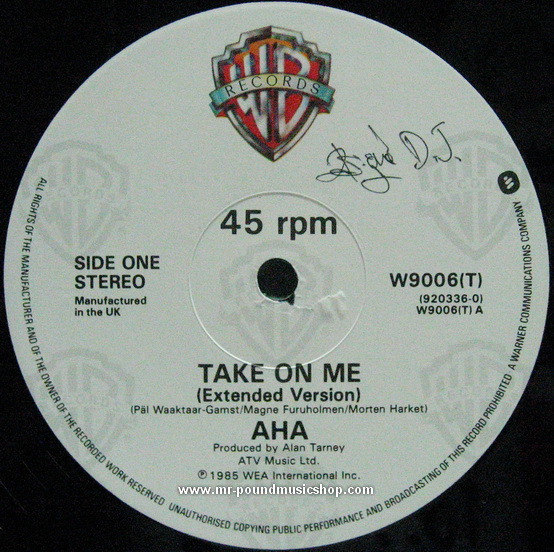 WB
RECORDS
D.J.
45 rpm
SIDE ONE
STEREO
Manufactured
in the UK
W9006(T)
(920336-0)
W9006(T) A
TAKE ON ME
(Extended Version)
(Pål Waaktaar-Gamst/Magne Furuholmen/Morten Harket)
AHA
Produced by Alan Tarney
ATV Music Ltd.
℗1985 WEA International Inc.
www.mr-poundmusicshop.com
ALL RIGHTS OF THE MANUFACTURER AND OF THE OWNER OF THE RECORDED WORK RESERVED UNAUTHORISED COPYING PUBLIC PERFORMANCE AND BROADCASTING OF THIS RECORD PROHIBITED A WARNER COMMUNICATIONS COMPANY